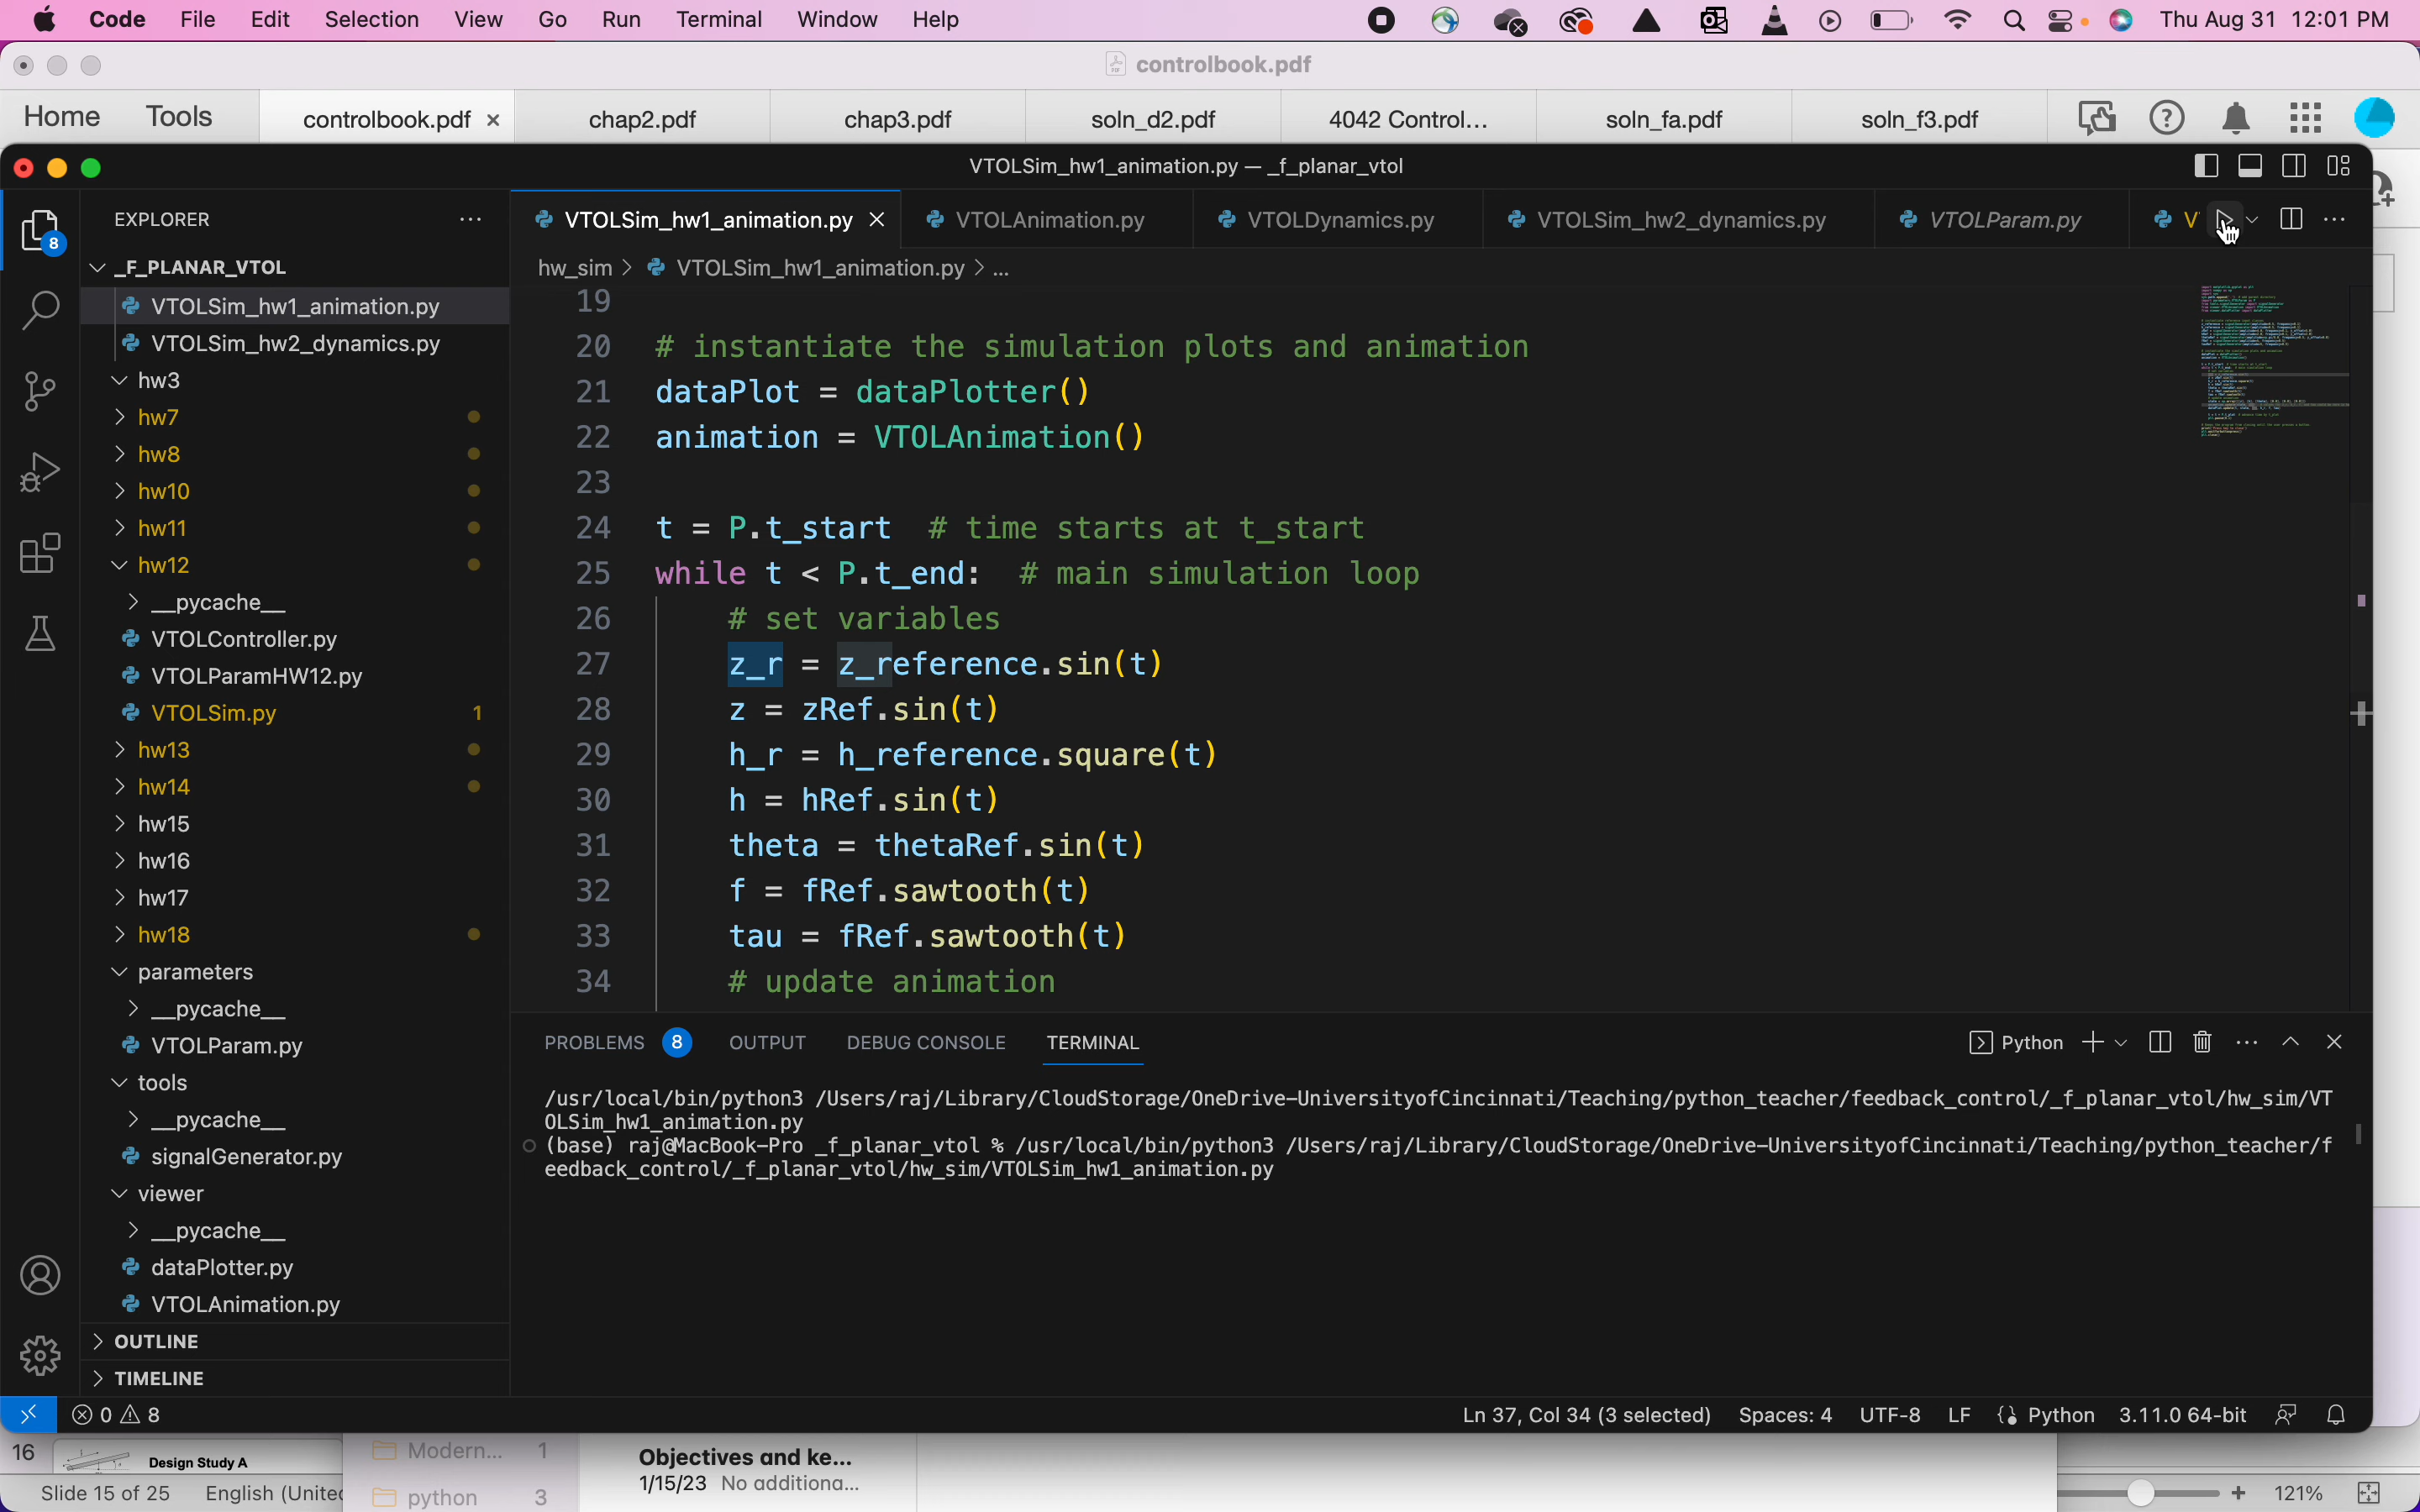 Code File Edit Selection View Go Run Terminal Window Help Thu Aug 31 12:01 PM
controlbook.pdf
Home Tools controlbook.pdf chap2.pdf chap3.pdf soln_d2.pdf 4042 Control... soln_fa.pdf soln_f3.pdf
VTOLSim_hw1_animation.py — _f_planar_vtol
8
EXPLORER
_F_PLANAR_VTOL
VTOLSim_hw1_animation.py
VTOLSim_hw2_dynamics.py
hw3
hw7
hw8
hw10
hw11
hw12
__pycache__
VTOLController.py
VTOLParamHW12.py
VTOLSim.py 1
hw13
hw14
hw15
hw16
hw17
hw18
parameters
__pycache__
VTOLParam.py
tools
__pycache__
signalGenerator.py
viewer
__pycache__
dataPlotter.py
VTOLAnimation.py
OUTLINE
TIMELINE
VTOLSim_hw1_animation.py VTOLAnimation.py VTOLDynamics.py VTOLSim_hw2_dynamics.py VTOLParam.py V
hw_sim > VTOLSim_hw1_animation.py > ...
19
20 # instantiate the simulation plots and animation
21 dataPlot = dataPlotter()
22 animation = VTOLAnimation()
23
24 t = P.t_start # time starts at t_start
25 while t < P.t_end: # main simulation loop
26 # set variables
27 z_r = z_reference.sin(t)
28 z = zRef.sin(t)
29 h_r = h_reference.square(t)
30 h = hRef.sin(t)
31 theta = thetaRef.sin(t)
32 f = fRef.sawtooth(t)
33 tau = fRef.sawtooth(t)
34 # update animation
PROBLEMS 8 OUTPUT DEBUG CONSOLE TERMINAL Python
/usr/local/bin/python3 /Users/raj/Library/CloudStorage/OneDrive-UniversityofCincinnati/Teaching/python_teacher/feedback_control/_f_planar_vtol/hw_sim/VT
OLSim_hw1_animation.py
(base) raj@MacBook-Pro _f_planar_vtol % /usr/local/bin/python3 /Users/raj/Library/CloudStorage/OneDrive-UniversityofCincinnati/Teaching/python_teacher/f
eedback_control/_f_planar_vtol/hw_sim/VTOLSim_hw1_animation.py
0 8 Ln 37, Col 34 (3 selected) Spaces: 4 UTF-8 LF Python 3.11.0 64-bit
16 Design Study A Modern... 1 Objectives and ke...
1/15/23 No additiona...
Slide 15 of 25 English (Unite python 3 121%